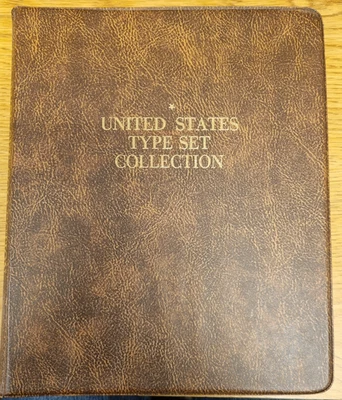 UNITED STATES
TYPE SET
COLLECTION